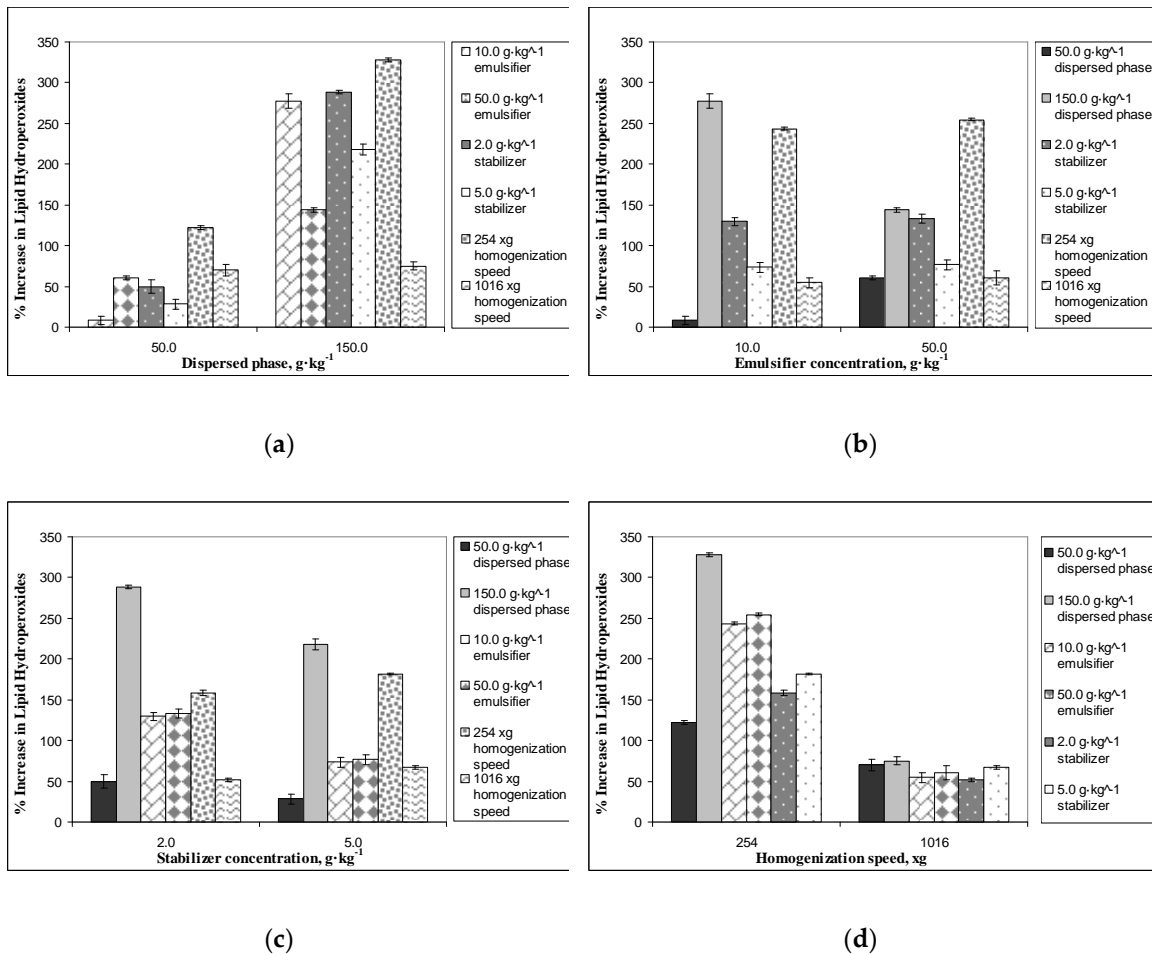 350
300
250
200
150
100
50
0
% Increase in Lipid Hydroperoxides
50.0
150.0
Dispersed phase, g·kg-1
10.0 g·kg^-1
emulsifier
50.0 g·kg^-1
emulsifier
2.0 g·kg^-1
stabilizer
5.0 g·kg^-1
stabilizer
254 xg
homogenization
speed
1016 xg
homogenization
speed
(a)
350
300
250
200
150
100
50
0
% Increase in Lipid Hydroperoxides
10.0
50.0
Emulsifier concentration, g·kg-1
50.0 g·kg^-1
dispersed phase
150.0 g·kg^-1
dispersed phase
2.0 g·kg^-1
stabilizer
5.0 g·kg^-1
stabilizer
254 xg
homogenization
speed
1016 xg
homogenization
speed
(b)
350
300
250
200
150
100
50
0
% Increase in Lipid Hydroperoxides
2.0
5.0
Stabilizer concentration, g·kg-1
50.0 g·kg^-1
dispersed phase
150.0 g·kg^-1
dispersed phase
10.0 g·kg^-1
emulsifier
50.0 g·kg^-1
emulsifier
254 xg
homogenization
speed
1016 xg
homogenization
speed
(c)
350
300
250
200
150
100
50
0
% Increase in Lipid Hydroperoxides
254
1016
Homogenization speed, xg
50.0 g·kg^-1
dispersed phase
150.0 g·kg^-1
dispersed phase
10.0 g·kg^-1
emulsifier
50.0 g·kg^-1
emulsifier
2.0 g·kg^-1
stabilizer
5.0 g·kg^-1
stabilizer
(d)